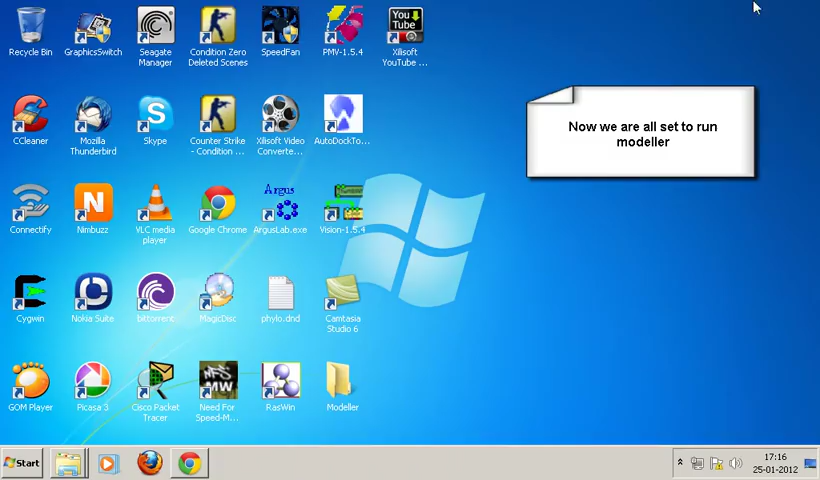 Recycle Bin
GraphicsSwitch
Seagate
Manager
Condition Zero
Deleted Scenes
SpeedFan
PMV-1.5.4
You
Tube
Xilisoft
YouTube ...
Now we are all set to run
modeller
CCleaner
Mozilla
Thunderbird
Skype
Counter Strike
- Condition ...
Xilisoft Video
Converte...
AutoDockTo...
Argus
Connectify
Nimbuzz
VLC media
player
Google Chrome
ArgusLab.exe
Vision-1.5.4
Cygwin
Nokia Suite
bittorrent
MagicDisc
phylo.dnd
Camtasia
Studio 6
NFS
MW
GOM Player
Picasa 3
Cisco Packet
Tracer
Need For
Speed-M...
RasWin
Modeller
Start
17:16
25-01-2012